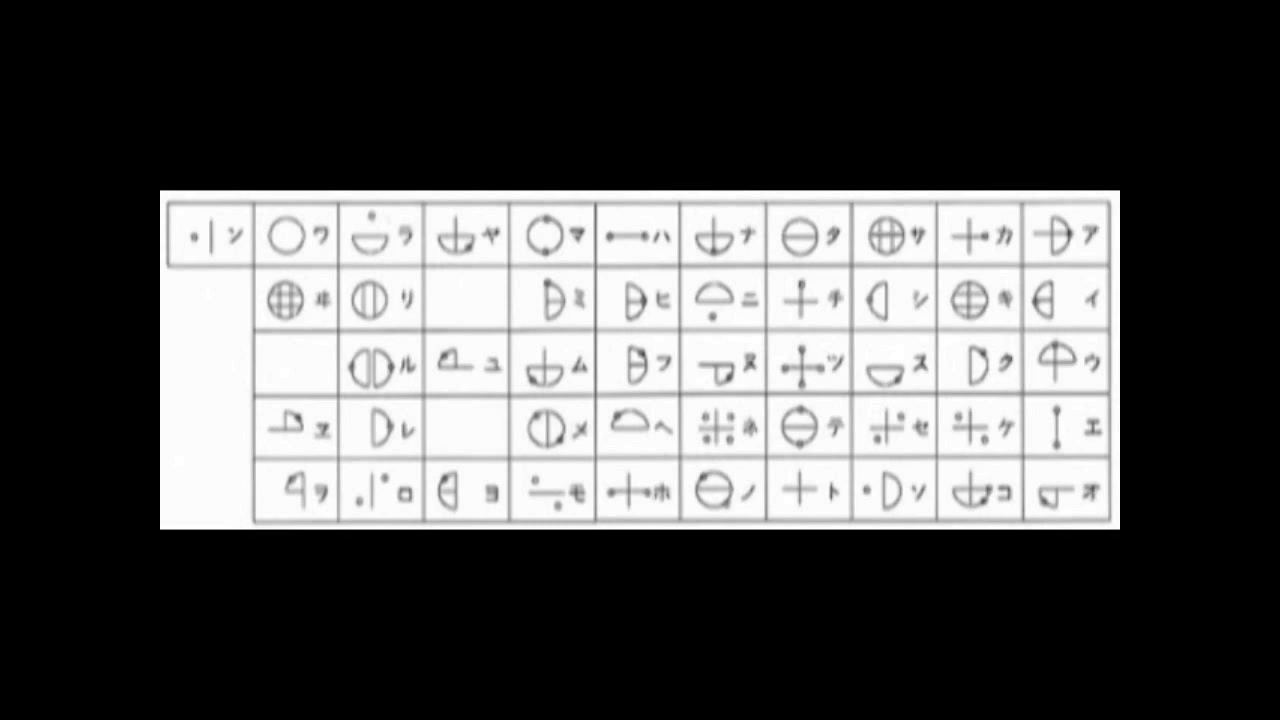 ア カ サ タ ナ ハ マ ヤ ラ ワ ン
イ キ シ チ ニ ヒ ミ リ ヰ
ウ ク ス ツ ヌ フ ム ユ ル
エ ケ セ テ ネ ヘ メ レ ヱ
オ コ ソ ト ノ ホ モ ヨ ロ ヲ